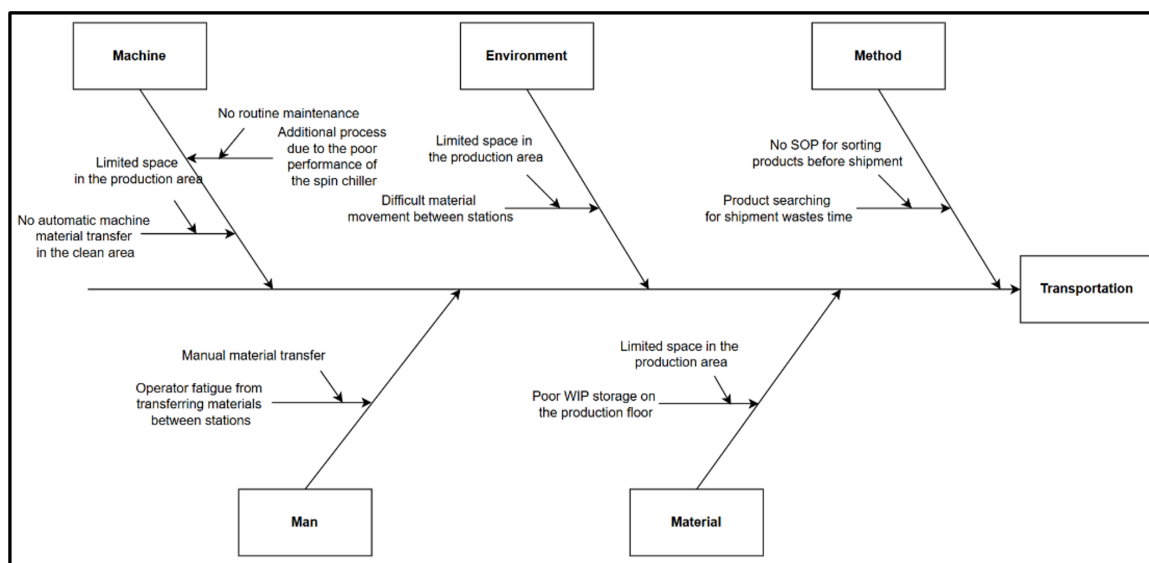 Machine
Environment
Method
No routine maintenance
Additional process
due to the poor
performance of
the spin chiller
Limited space
in the production area
No automatic machine
material transfer
in the clean area
Limited space in
the production area
Difficult material
movement between stations
No SOP for sorting
products before shipment
Product searching
for shipment wastes time
Transportation
Manual material transfer
Operator fatigue from
transferring materials
between stations
Limited space in the
production area
Poor WIP storage on
the production floor
Man
Material